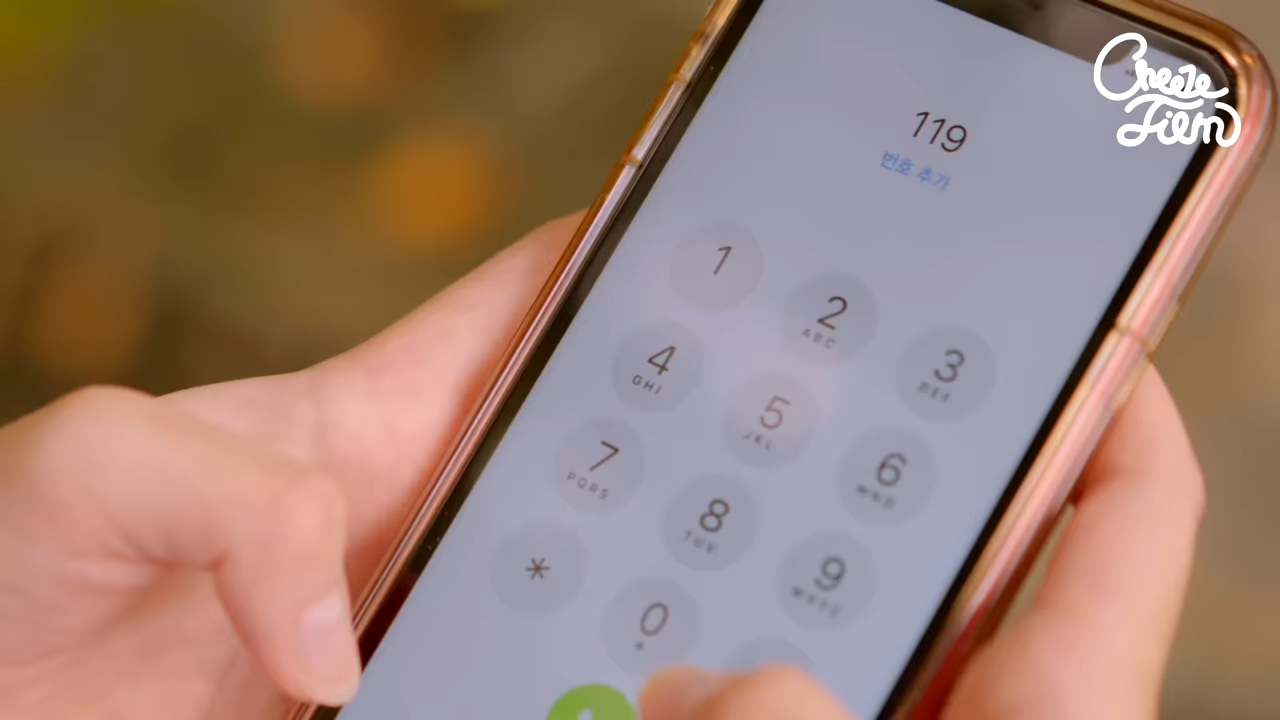 Cheeze
Film
119
번호 추가
1
2
ABC
3
DEF
4
GHI
5
JKL
6
MNO
7
PQRS
8
TUV
9
WXYZ
*
0
+